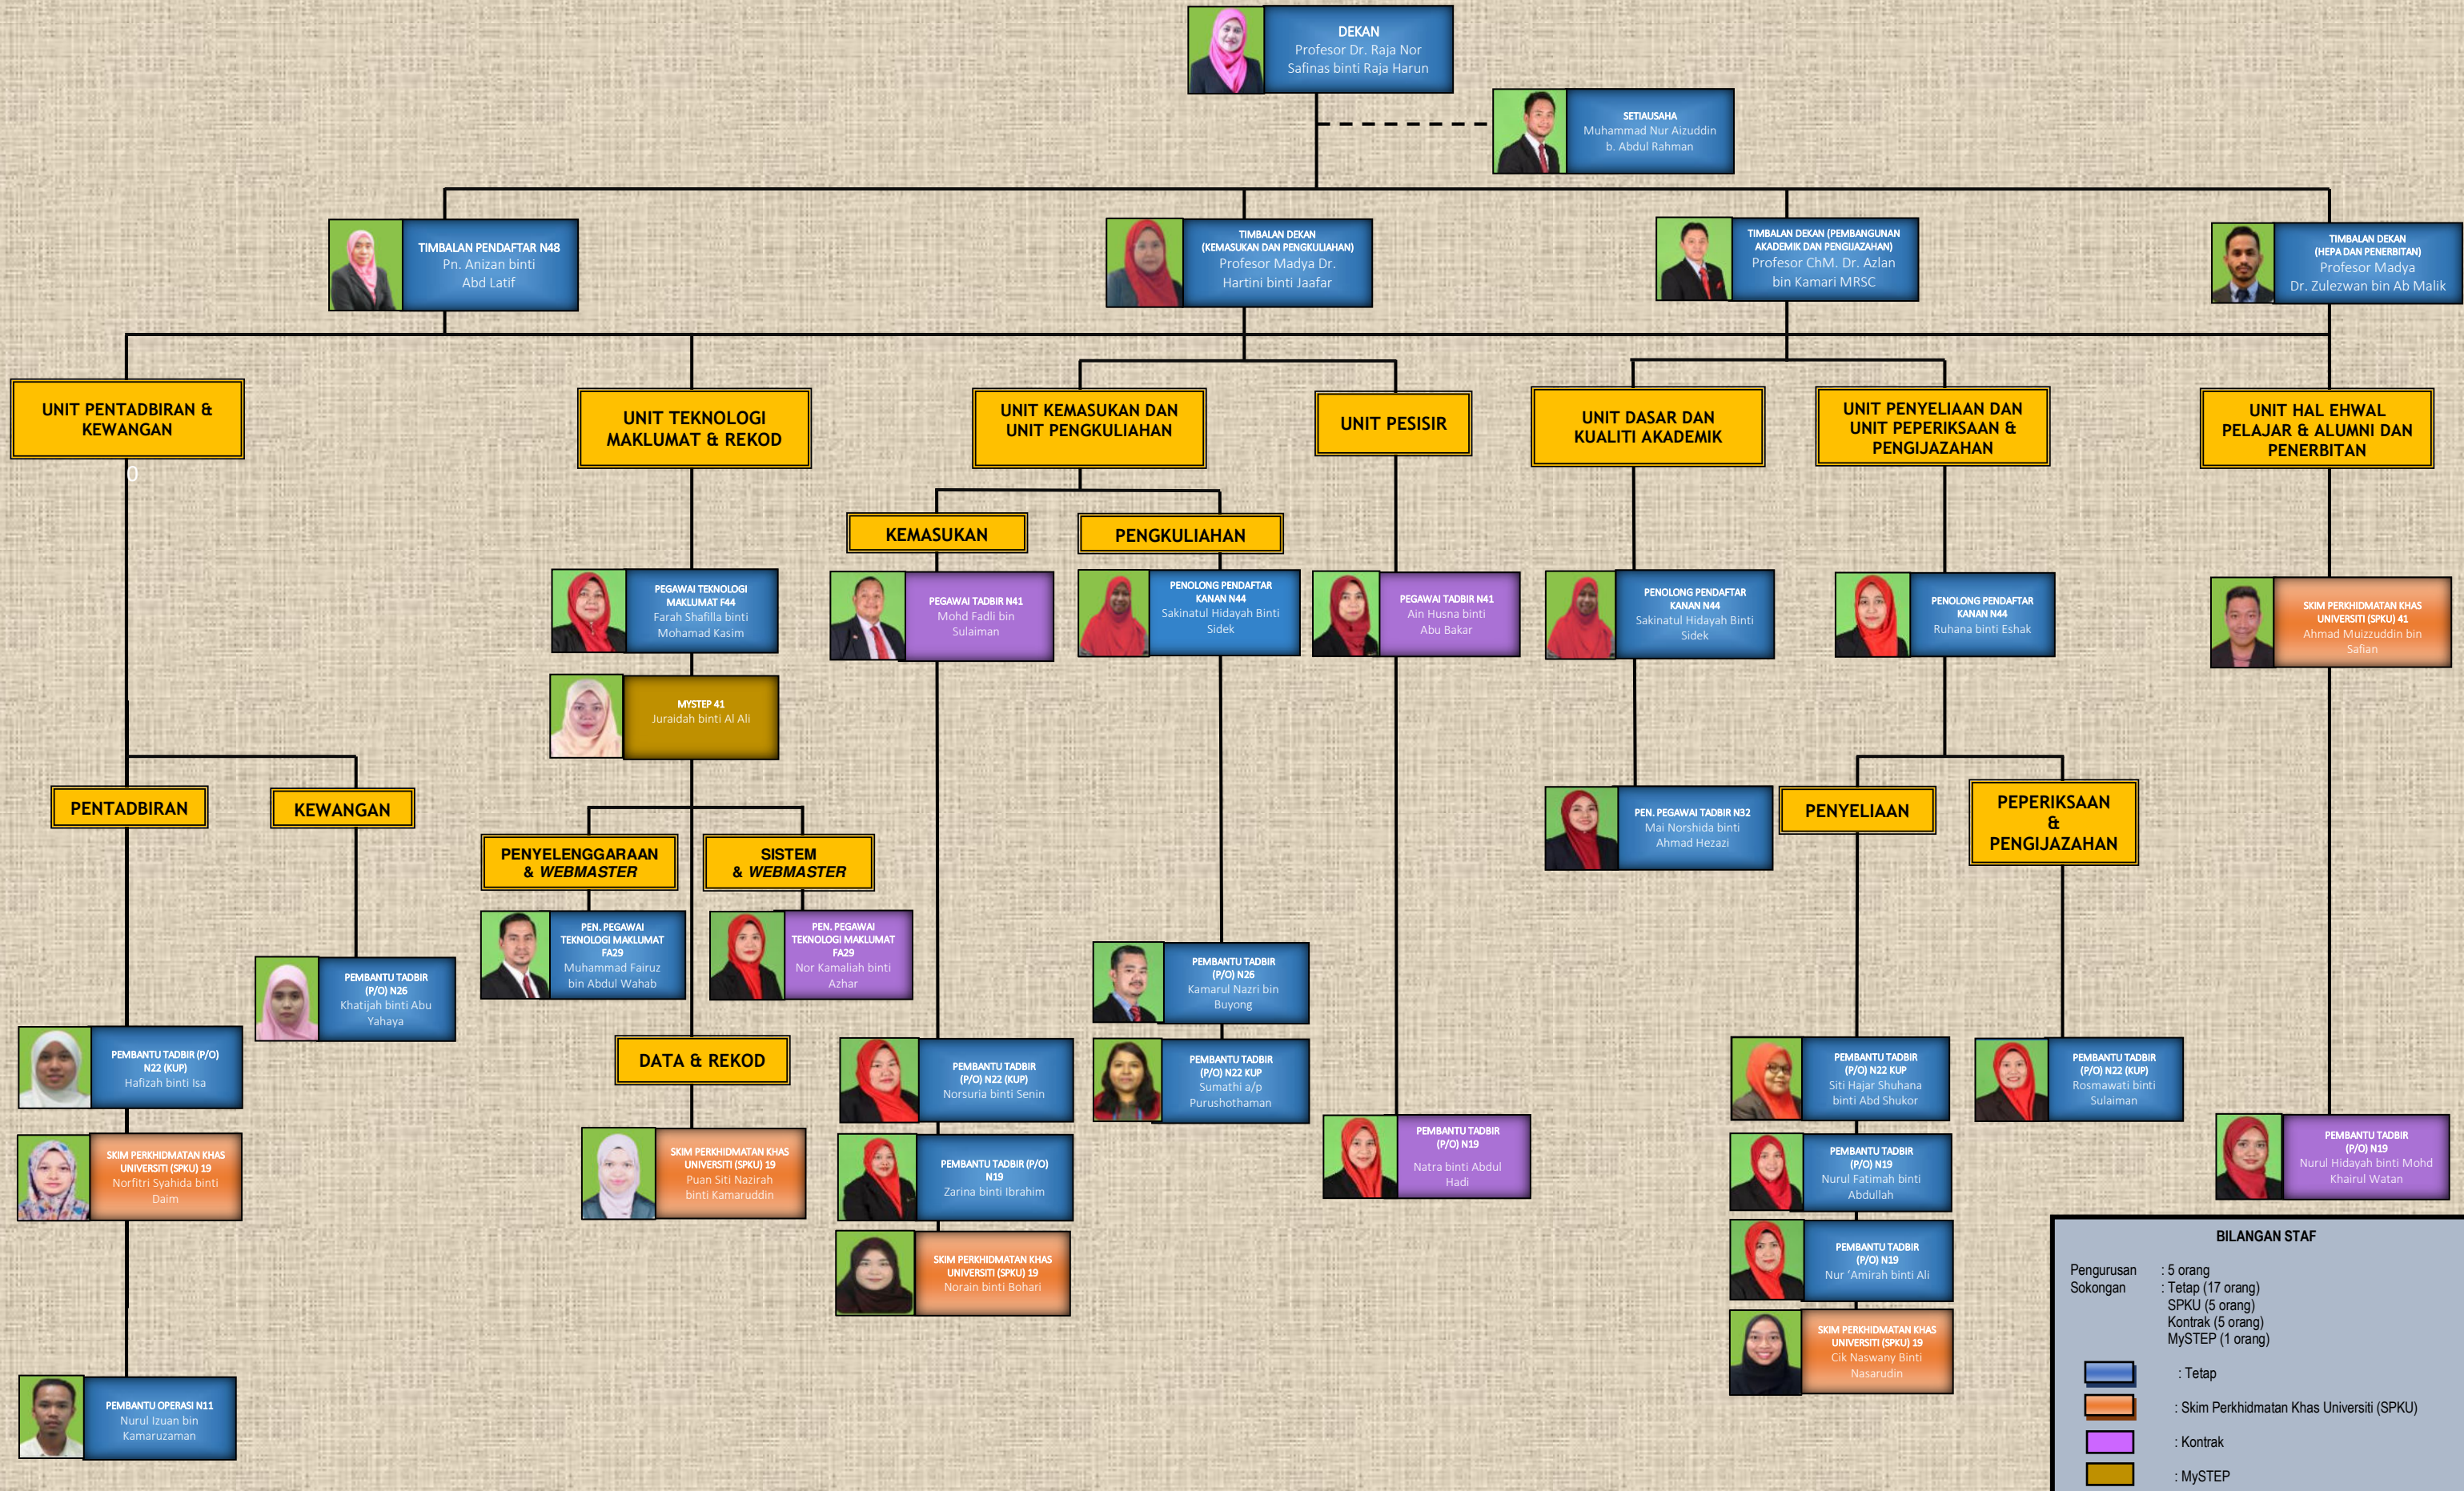 DEKAN
Profesor Dr. Raja Nor
Safinas binti Raja Harun
SETIAUSAHA
Muhammad Nur Aizuddin
b. Abdul Rahman
TIMBALAN PENDAFTAR N48
Pn. Anizan binti
Abd Latif
TIMBALAN DEKAN
(KEMASUKAN DAN PENGKULIAHAN)
Profesor Madya Dr.
Hartini binti Jaafar
TIMBALAN DEKAN (PEMBANGUNAN
AKADEMIK DAN PENGIJAZAHAN)
Profesor ChM. Dr. Azlan
bin Kamari MRSC
TIMBALAN DEKAN
(HEPA DAN PENERBITAN)
Profesor Madya
Dr. Zulezwan bin Ab Malik
UNIT PENTADBIRAN &
KEWANGAN
0
UNIT TEKNOLOGI
MAKLUMAT & REKOD
UNIT KEMASUKAN DAN
UNIT PENGKULIAHAN
UNIT PESISIR
UNIT DASAR DAN
KUALITI AKADEMIK
UNIT PENYELIAAN DAN
UNIT PEPERIKSAAN &
PENGIJAZAHAN
UNIT HAL EHWAL
PELAJAR & ALUMNI DAN
PENERBITAN
KEMASUKAN
PENGKULIAHAN
PEGAWAI TEKNOLOGI
MAKLUMAT F44
Farah Shafilla binti
Mohamad Kasim
PEGAWAI TADBIR N41
Mohd Fadli bin
Sulaiman
PENOLONG PENDAFTAR
KANAN N44
Sakinatul Hidayah Binti
Sidek
PEGAWAI TADBIR N41
Ain Husna binti
Abu Bakar
PENOLONG PENDAFTAR
KANAN N44
Sakinatul Hidayah Binti
Sidek
PENOLONG PENDAFTAR
KANAN N44
Ruhana binti Eshak
SKIM PERKHIDMATAN KHAS
UNIVERSITI (SPKU) 41
Ahmad Muizzuddin bin
Safian
MYSTEP 41
Juraidah binti Al Ali
PENTADBIRAN
KEWANGAN
PENYELENGGARAAN
& WEBMASTER
SISTEM
& WEBMASTER
PEN. PEGAWAI TADBIR N32
Mai Norshida binti
Ahmad Hezazi
PENYELIAAN
PEPERIKSAAN
&
PENGIJAZAHAN
PEN. PEGAWAI
TEKNOLOGI MAKLUMAT
FA29
Muhammad Fairuz
bin Abdul Wahab
PEN. PEGAWAI
TEKNOLOGI MAKLUMAT
FA29
Nor Kamaliah binti
Azhar
PEMBANTU TADBIR
(P/O) N26
Khatijah binti Abu
Yahaya
PEMBANTU TADBIR
(P/O) N26
Kamarul Nazri bin
Buyong
PEMBANTU TADBIR (P/O)
N22 (KUP)
Hafizah binti Isa
DATA & REKOD
PEMBANTU TADBIR
(P/O) N22 (KUP)
Norsuria binti Senin
PEMBANTU TADBIR
(P/O) N22 KUP
Sumathi a/p
Purushothaman
PEMBANTU TADBIR
(P/O) N22 KUP
Siti Hajar Shuhana
binti Abd Shukor
PEMBANTU TADBIR
(P/O) N22 (KUP)
Rosmawati binti
Sulaiman
SKIM PERKHIDMATAN KHAS
UNIVERSITI (SPKU) 19
Norfitri Syahida binti
Daim
SKIM PERKHIDMATAN KHAS
UNIVERSITI (SPKU) 19
Puan Siti Nazirah
binti Kamaruddin
PEMBANTU TADBIR (P/O)
N19
Zarina binti Ibrahim
PEMBANTU TADBIR
(P/O) N19
Natra binti Abdul
Hadi
PEMBANTU TADBIR
(P/O) N19
Nurul Fatimah binti
Abdullah
PEMBANTU TADBIR
(P/O) N19
Nurul Hidayah binti Mohd
Khairul Watan
SKIM PERKHIDMATAN KHAS
UNIVERSITI (SPKU) 19
Norain binti Bohari
PEMBANTU TADBIR
(P/O) N19
Nur ‘Amirah binti Ali
SKIM PERKHIDMATAN KHAS
UNIVERSITI (SPKU) 19
Cik Naswany Binti
Nasarudin
PEMBANTU OPERASI N11
Nurul Izuan bin
Kamaruzaman
BILANGAN STAF
Pengurusan : 5 orang
Sokongan : Tetap (17 orang)
SPKU (5 orang)
Kontrak (5 orang)
MySTEP (1 orang)
: Tetap
: Skim Perkhidmatan Khas Universiti (SPKU)
: Kontrak
: MySTEP